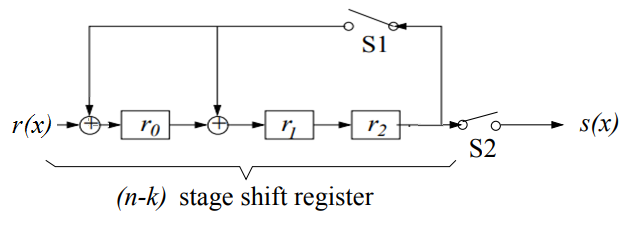 S1
r(x) r₀ r₁ r₂ s(x)
S2
(n-k) stage shift register